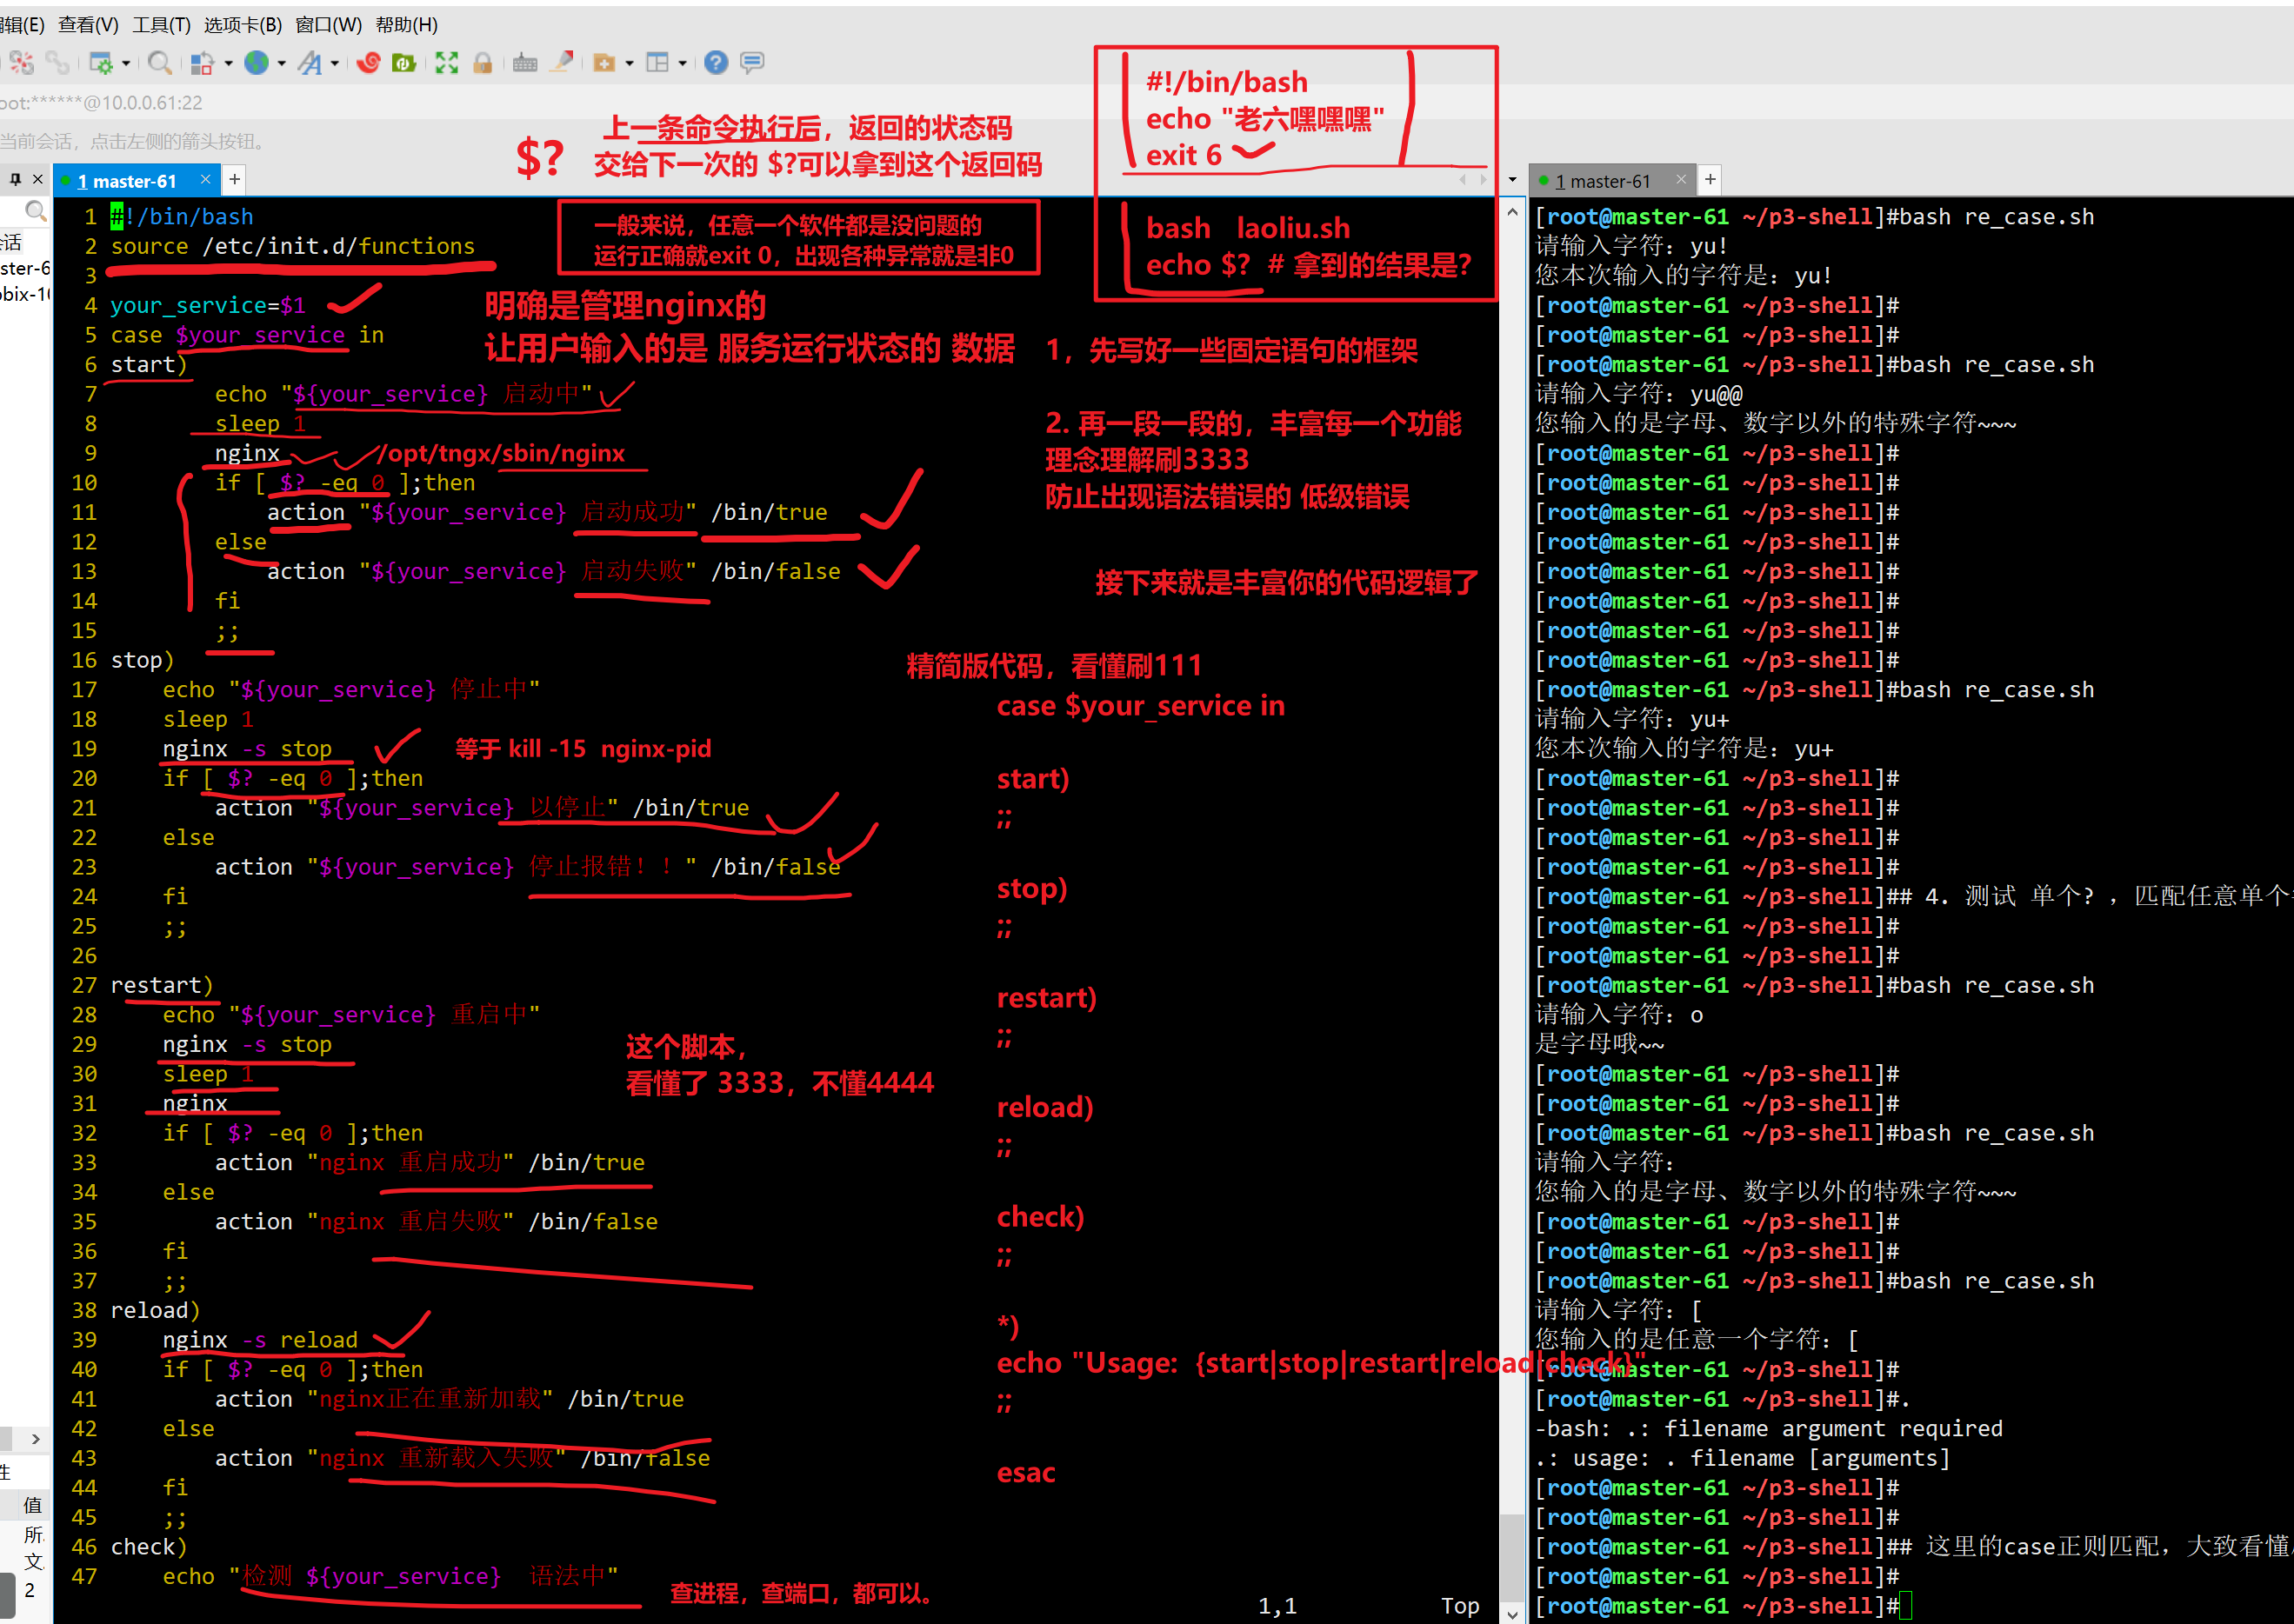 查看(V) 工具(T) 选项卡(B) 窗口(W) 帮助(H)
oot:******@10.0.0.61:22
当前会话，点击左侧的箭头按钮。
1 master-61
$?
上一条命令执行后，返回的状态码
交给下一次的 $?可以拿到这个返回码
#!/bin/bash
echo "老六嘿嘿嘿"
exit 6
bash laoliu.sh
echo $? # 拿到的结果是?
一般来说，任意一个软件都是没问题的
运行正确就exit 0，出现各种异常就是非0
明确是管理nginx的
让用户输入的是 服务运行状态的 数据
1，先写好一些固定语句的框架
2. 再一段一段的，丰富每一个功能
理念理解刷3333
防止出现语法错误的 低级错误
接下来就是丰富你的代码逻辑了
1 #!/bin/bash
2 source /etc/init.d/functions
3
4 your_service=$1
5 case $your_service in
6 start)
7 echo "${your_service} 启动中"
8 sleep 1
9 nginx /opt/tngx/sbin/nginx
10 if [ $? -eq 0 ];then
11 action "${your_service} 启动成功" /bin/true
12 else
13 action "${your_service} 启动失败" /bin/false
14 fi
15 ;;
16 stop)
17 echo "${your_service} 停止中"
18 sleep 1
19 nginx -s stop 等于 kill -15 nginx-pid
20 if [ $? -eq 0 ];then
21 action "${your_service} 以停止" /bin/true
22 else
23 action "${your_service} 停止报错！！" /bin/false
24 fi
25 ;;
26
27 restart)
28 echo "${your_service} 重启中"
29 nginx -s stop
30 sleep 1
31 nginx
32 if [ $? -eq 0 ];then
33 action "nginx 重启成功" /bin/true
34 else
35 action "nginx 重启失败" /bin/false
36 fi
37 ;;
38 reload)
39 nginx -s reload
40 if [ $? -eq 0 ];then
41 action "nginx正在重新加载" /bin/true
42 else
43 action "nginx 重新载入失败" /bin/false
44 fi
45 ;;
46 check)
47 echo "检测 ${your_service} 语法中"
查进程，查端口，都可以。
1,1 Top
这个脚本，
看懂了 3333，不懂4444
精简版代码，看懂刷111
case $your_service in
start)
;;
stop)
;;
restart)
;;
reload)
;;
check)
;;
*)
echo "Usage: {start|stop|restart|reload|check}"
;;
esac
1 master-61
[root@master-61 ~/p3-shell]#bash re_case.sh
请输入字符：yu!
您本次输入的字符是：yu!
[root@master-61 ~/p3-shell]#
[root@master-61 ~/p3-shell]#
[root@master-61 ~/p3-shell]#bash re_case.sh
请输入字符：yu@@
您输入的是字母、数字以外的特殊字符~~~
[root@master-61 ~/p3-shell]#
[root@master-61 ~/p3-shell]#
[root@master-61 ~/p3-shell]#
[root@master-61 ~/p3-shell]#
[root@master-61 ~/p3-shell]#
[root@master-61 ~/p3-shell]#
[root@master-61 ~/p3-shell]#
[root@master-61 ~/p3-shell]#
[root@master-61 ~/p3-shell]#bash re_case.sh
请输入字符：yu+
您本次输入的字符是：yu+
[root@master-61 ~/p3-shell]#
[root@master-61 ~/p3-shell]#
[root@master-61 ~/p3-shell]#
[root@master-61 ~/p3-shell]#
[root@master-61 ~/p3-shell]## 4. 测试 单个? ，匹配任意单个
[root@master-61 ~/p3-shell]#
[root@master-61 ~/p3-shell]#
[root@master-61 ~/p3-shell]#bash re_case.sh
请输入字符：o
是字母哦~~
[root@master-61 ~/p3-shell]#
[root@master-61 ~/p3-shell]#
[root@master-61 ~/p3-shell]#bash re_case.sh
请输入字符：
您输入的是字母、数字以外的特殊字符~~~
[root@master-61 ~/p3-shell]#
[root@master-61 ~/p3-shell]#
[root@master-61 ~/p3-shell]#bash re_case.sh
请输入字符：[
您输入的是任意一个字符：[
[root@master-61 ~/p3-shell]#
[root@master-61 ~/p3-shell]#.
-bash: .: filename argument required
.: usage: . filename [arguments]
[root@master-61 ~/p3-shell]#
[root@master-61 ~/p3-shell]#
[root@master-61 ~/p3-shell]## 这里的case正则匹配，大致看懂
[root@master-61 ~/p3-shell]#
[root@master-61 ~/p3-shell]#